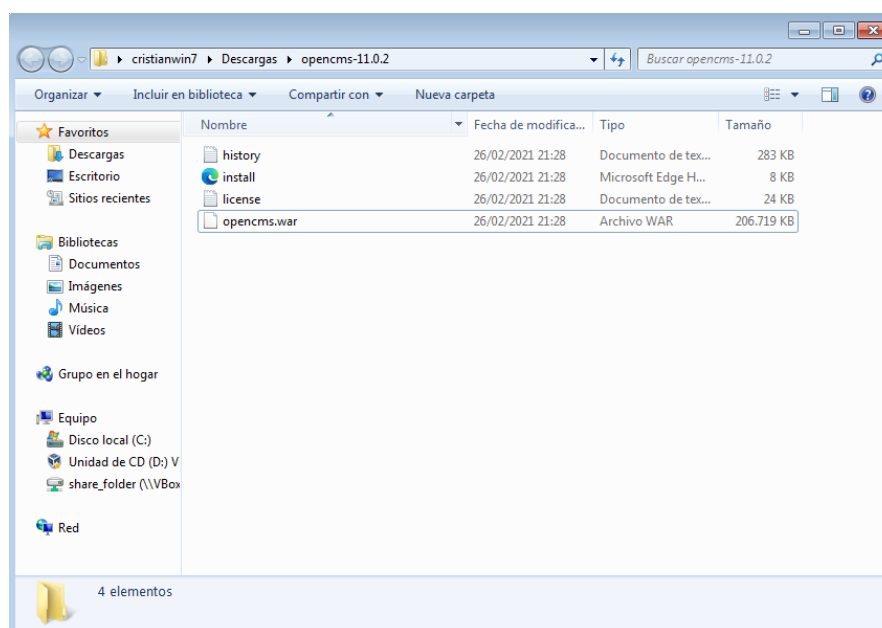 cristianwin7 ▸ Descargas ▸ opencms-11.0.2
Buscar opencms-11.0.2
Organizar Incluir en biblioteca Compartir con Nueva carpeta
Favoritos
Descargas
Escritorio
Sitios recientes
Bibliotecas
Documentos
Imágenes
Música
Vídeos
Grupo en el hogar
Equipo
Disco local (C:)
Unidad de CD (D:) V
share_folder (\\VBox
Red
Nombre Fecha de modifica... Tipo Tamaño
history 26/02/2021 21:28 Documento de tex... 283 KB
install 26/02/2021 21:28 Microsoft Edge H... 8 KB
license 26/02/2021 21:28 Documento de tex... 24 KB
opencms.war 26/02/2021 21:28 Archivo WAR 206.719 KB
4 elementos